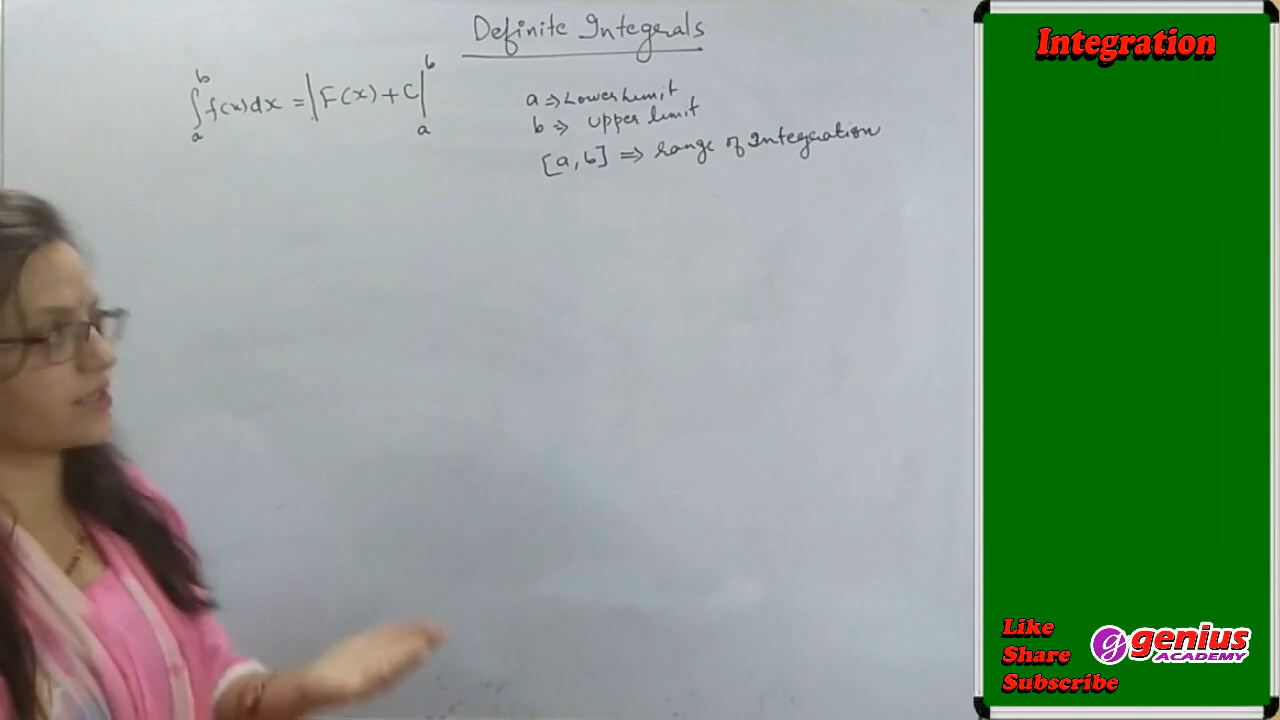 Definite Integrals
∫ₐᵇ f(x) dx = |F(x) + C|ₐᵇ
a ⇒ Lower Limit
b ⇒ upper limit
[a, b] ⇒ range of Integration
Integration
Like
Share
Subscribe
g genius
ACADEMY